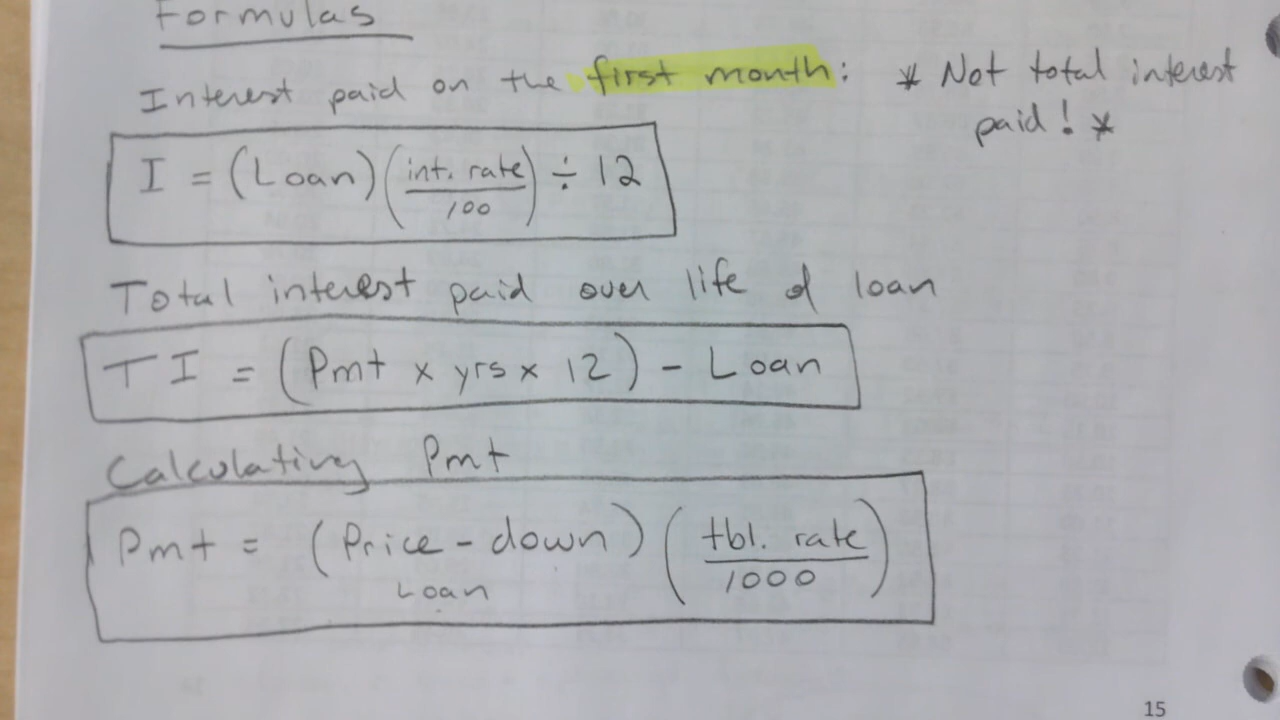 Formulas
Interest paid on the first month: * Not total interest
paid! *
I = (Loan) (int. rate / 100) ÷ 12
Total interest paid over life of loan
TI = (Pmt x yrs x 12) - Loan
Calculating Pmt
Pmt = (Price - down) (tbl. rate / 1000)
Loan
15